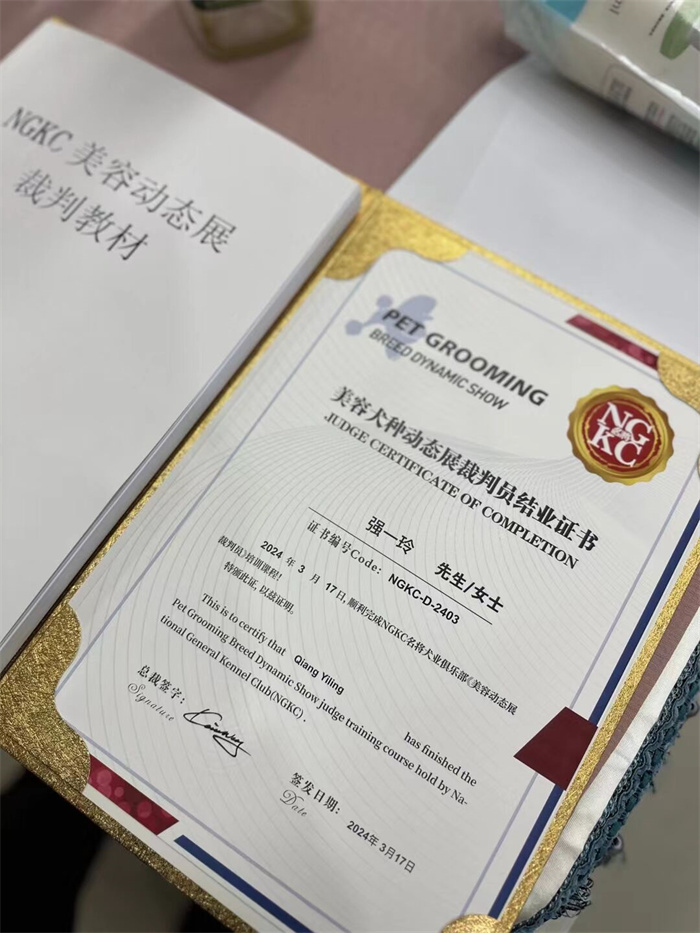 NGKC 美容动态展
裁判教材
PET GROOMING
BREED DYNAMIC SHOW
NG
KC
美容犬种动态展裁判员结业证书
JUDGE CERTIFICATE OF COMPLETION
强一玲 先生/女士
证书编号Code: NGKC-D-2403
2024 年 3 月 17 日, 顺利完成NGKC名将犬业俱乐部《美容动态展
裁判员》培训课程!
特颁此证, 以兹证明。
This is to certify that Qiang Yiling has finished the
Pet Grooming Breed Dynamic Show judge training course hold by Na-
tional General Kennel Club(NGKC) .
总裁签字:
Signature
签发日期: 2024年 3月17日
Date